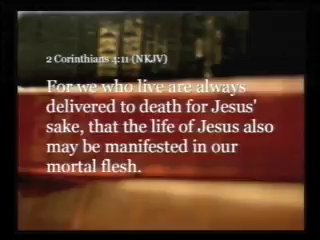 2 Corinthians 4:11 (NKJV)
For we who live are always
delivered to death for Jesus'
sake, that the life of Jesus also
may be manifested in our
mortal flesh.